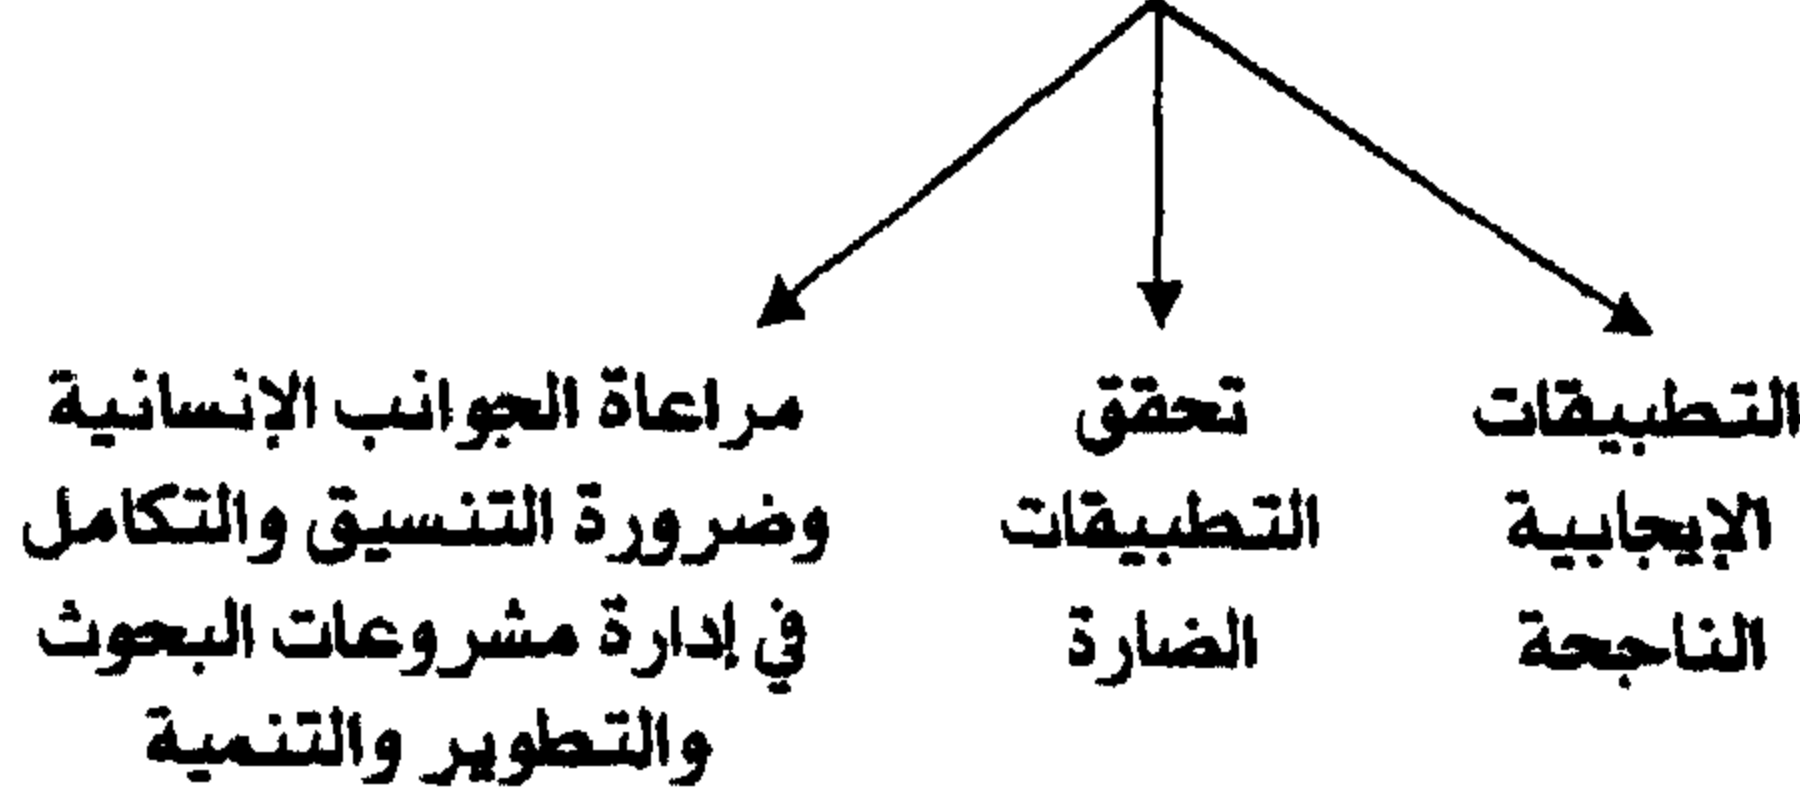 التطبيقات
الإيجابية
الناجحة
تحقق
التطبيقات
الضارة
مراعاة الجوانب الإنسانية
وضرورة التنسيق والتكامل
في إدارة مشروعات البحوث
والتطوير والتنمية